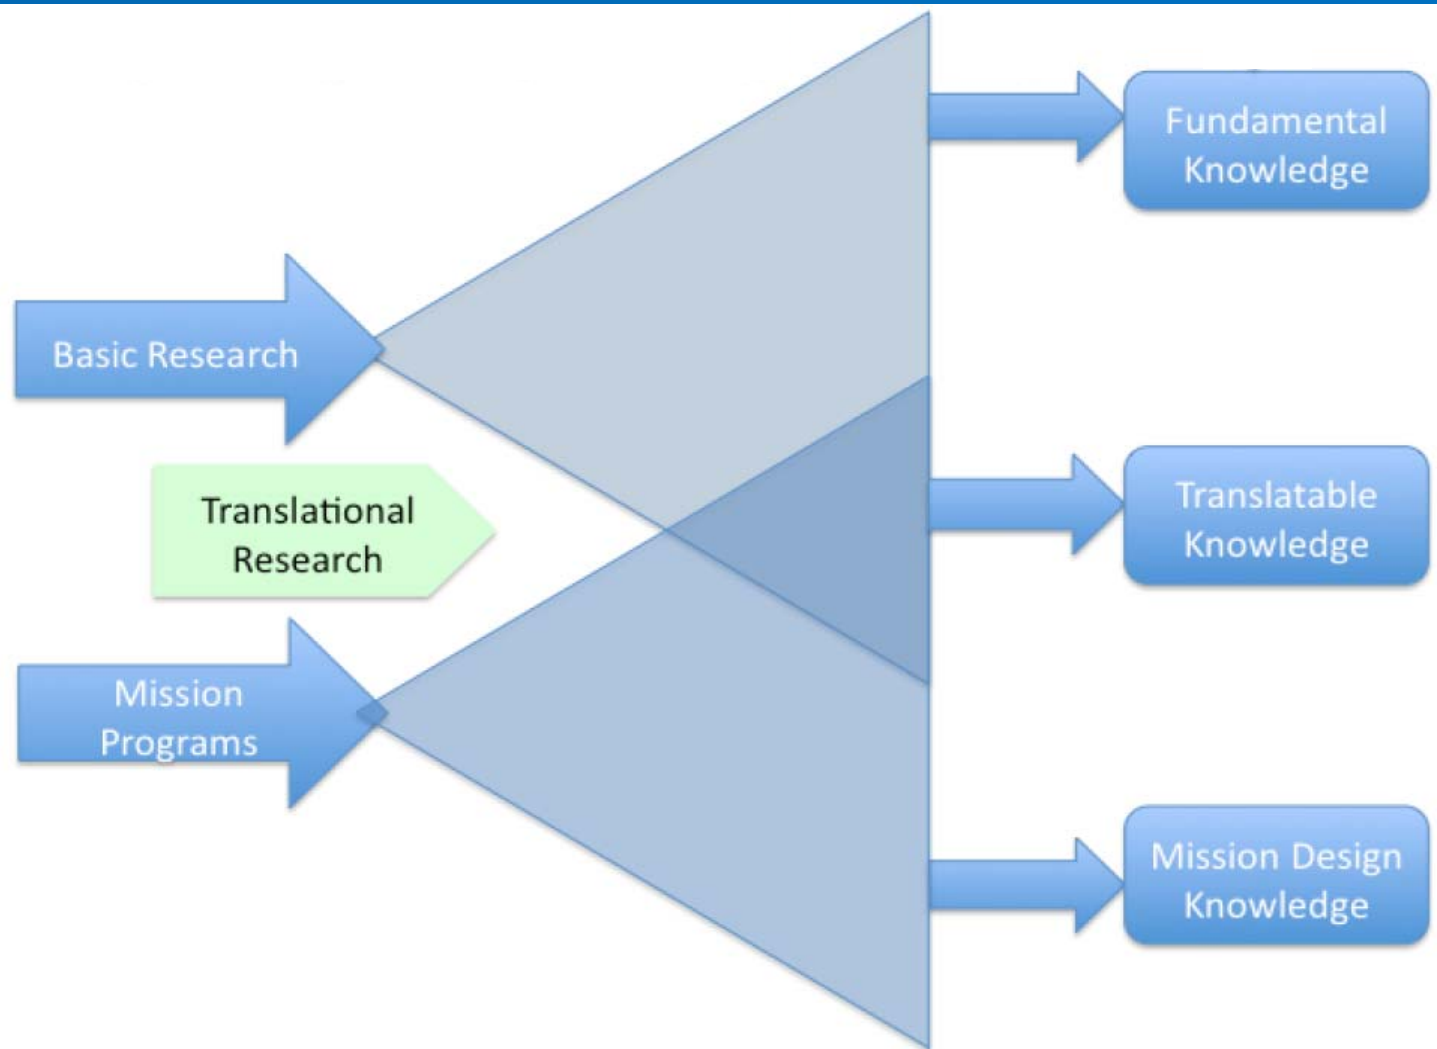 Fundamental
Knowledge
Basic Research
Translational
Research
Translatable
Knowledge
Mission
Programs
Mission Design
Knowledge